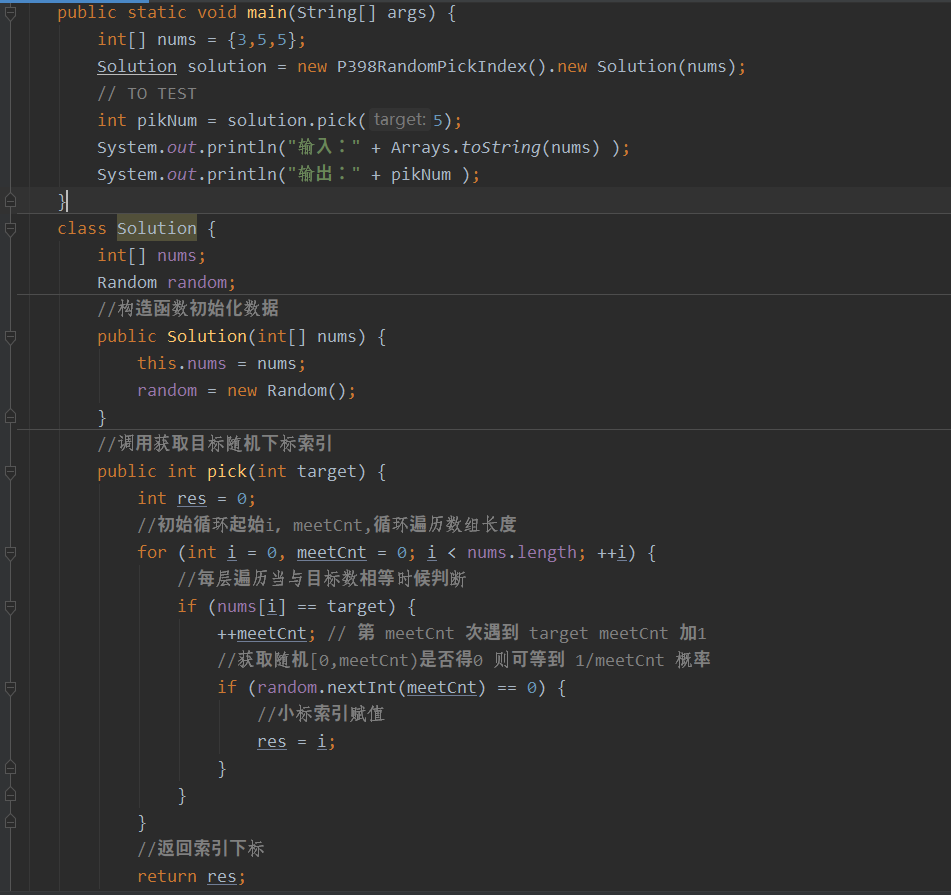 public static void main(String[] args) {
int[] nums = {3,5,5};
Solution solution = new P398RandomPickIndex().new Solution(nums);
// TO TEST
int pikNum = solution.pick( target: 5);
System.out.println("输入：" + Arrays.toString(nums) );
System.out.println("输出：" + pikNum );
}
class Solution {
int[] nums;
Random random;
//构造函数初始化数据
public Solution(int[] nums) {
this.nums = nums;
random = new Random();
}
//调用获取目标随机下标索引
public int pick(int target) {
int res = 0;
//初始循环起始i, meetCnt,循环遍历数组长度
for (int i = 0, meetCnt = 0; i < nums.length; ++i) {
//每层遍历当与目标数相等时候判断
if (nums[i] == target) {
++meetCnt; // 第 meetCnt 次遇到 target meetCnt 加1
//获取随机[0,meetCnt)是否得0 则可等到 1/meetCnt 概率
if (random.nextInt(meetCnt) == 0) {
//小标索引赋值
res = i;
}
}
}
//返回索引下标
return res;